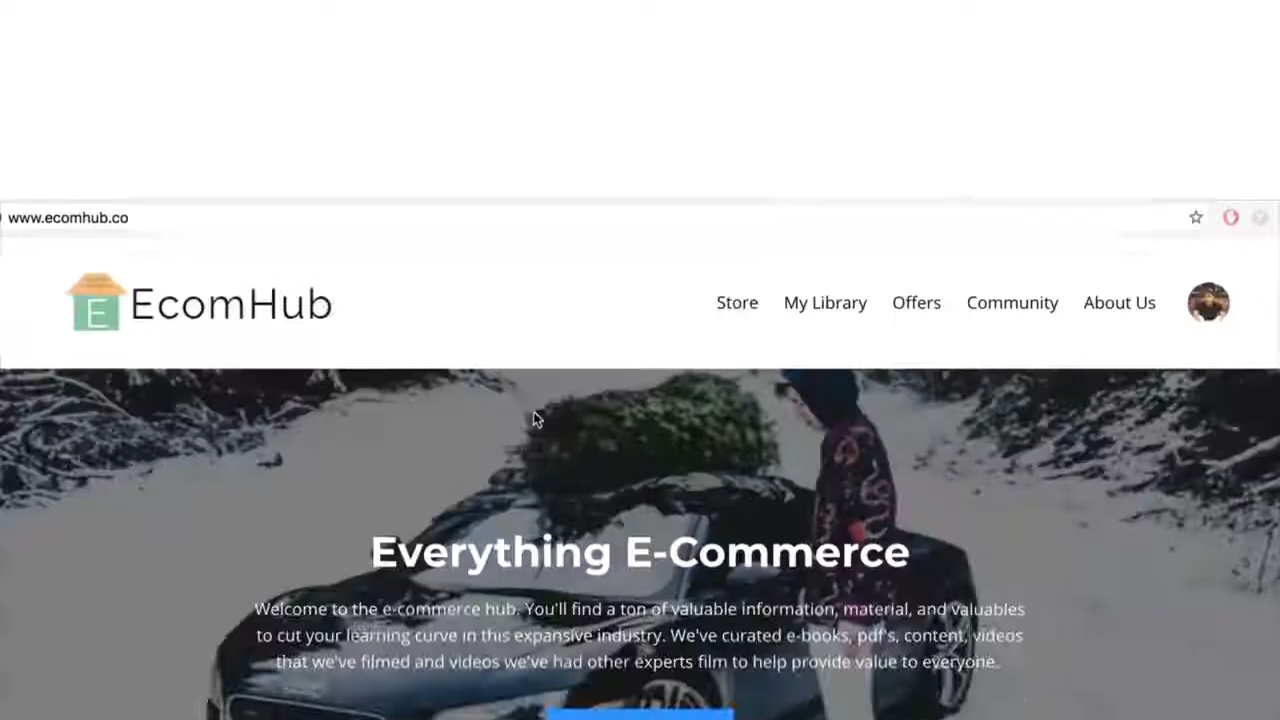 www.ecomhub.co
E EcomHub
Store My Library Offers Community About Us
Everything E-Commerce
Welcome to the e-commerce hub. You'll find a ton of valuable information, material, and valuables
to cut your learning curve in this expansive industry. We've curated e-books, pdf's, content, videos
that we've filmed and videos we've had other experts film to help provide value to everyone.